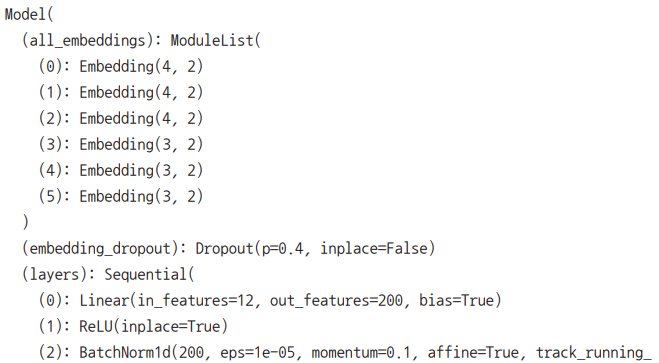 Model(
  (all_embeddings): ModuleList(
    (0): Embedding(4, 2)
    (1): Embedding(4, 2)
    (2): Embedding(4, 2)
    (3): Embedding(3, 2)
    (4): Embedding(3, 2)
    (5): Embedding(3, 2)
  )
  (embedding_dropout): Dropout(p=0.4, inplace=False)
  (layers): Sequential(
    (0): Linear(in_features=12, out_features=200, bias=True)
    (1): ReLU(inplace=True)
    (2): BatchNorm1d(200, eps=1e-05, momentum=0.1, affine=True, track_running_